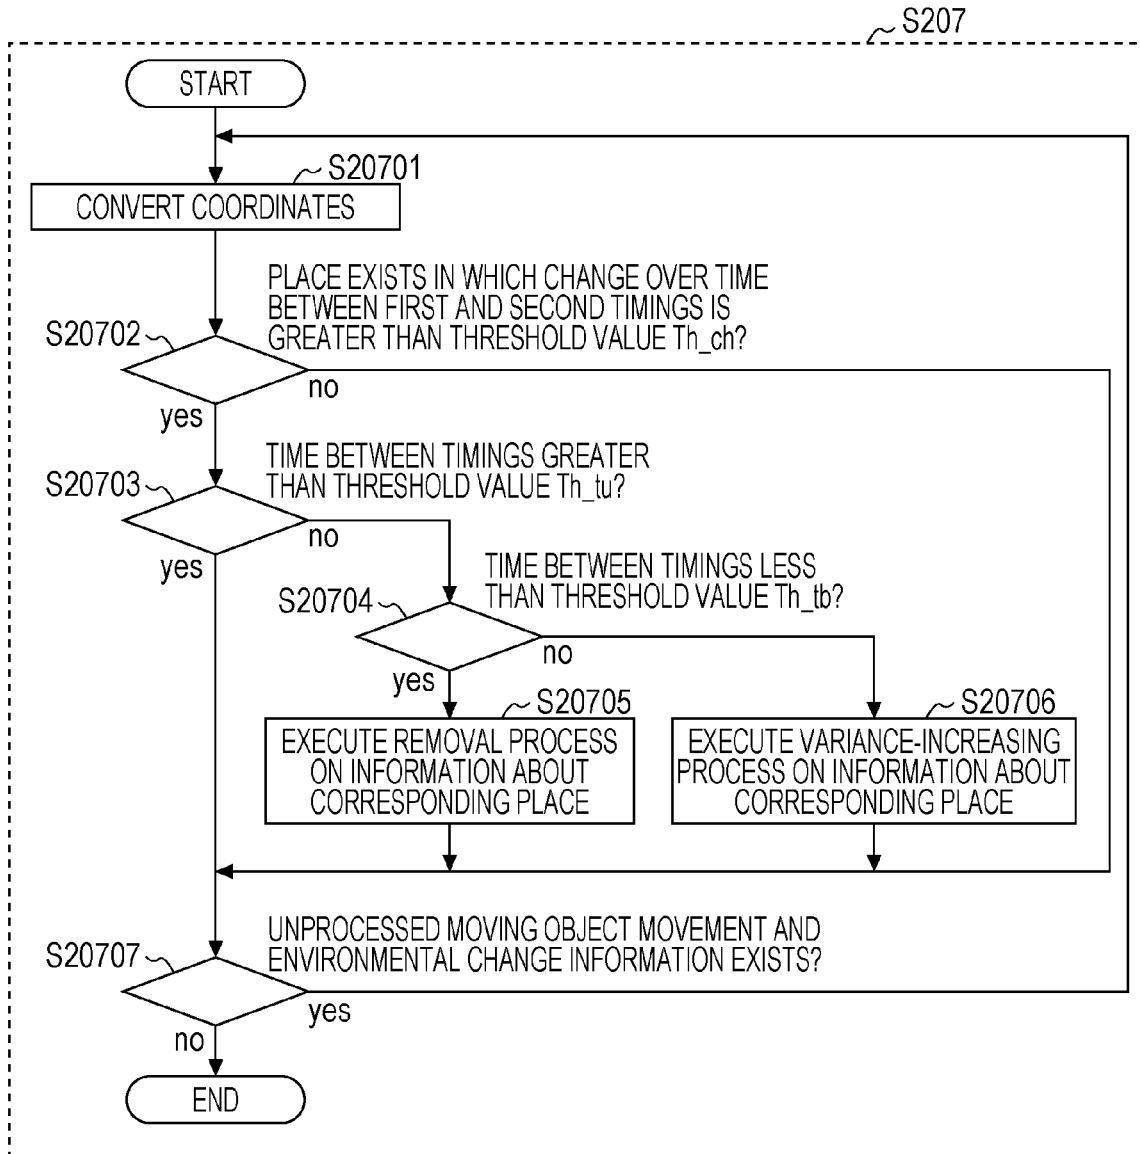 S207
START
S20701
CONVERT COORDINATES
PLACE EXISTS IN WHICH CHANGE OVER TIME
BETWEEN FIRST AND SECOND TIMINGS IS
GREATER THAN THRESHOLD VALUE Th_ch?
S20702
no
yes
TIME BETWEEN TIMINGS GREATER
THAN THRESHOLD VALUE Th_tu?
S20703
no
yes
TIME BETWEEN TIMINGS LESS
THAN THRESHOLD VALUE Th_tb?
S20704
no
yes
S20705
EXECUTE REMOVAL PROCESS
ON INFORMATION ABOUT
CORRESPONDING PLACE
S20706
EXECUTE VARIANCE-INCREASING
PROCESS ON INFORMATION ABOUT
CORRESPONDING PLACE
UNPROCESSED MOVING OBJECT MOVEMENT AND
ENVIRONMENTAL CHANGE INFORMATION EXISTS?
S20707
yes
no
END